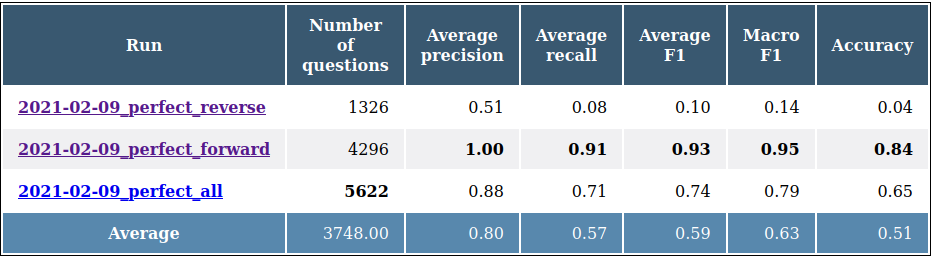 Run Number of questions Average precision Average recall Average F1 Macro F1 Accuracy
2021-02-09_perfect_reverse 1326 0.51 0.08 0.10 0.14 0.04
2021-02-09_perfect_forward 4296 1.00 0.91 0.93 0.95 0.84
2021-02-09_perfect_all 5622 0.88 0.71 0.74 0.79 0.65
Average 3748.00 0.80 0.57 0.59 0.63 0.51